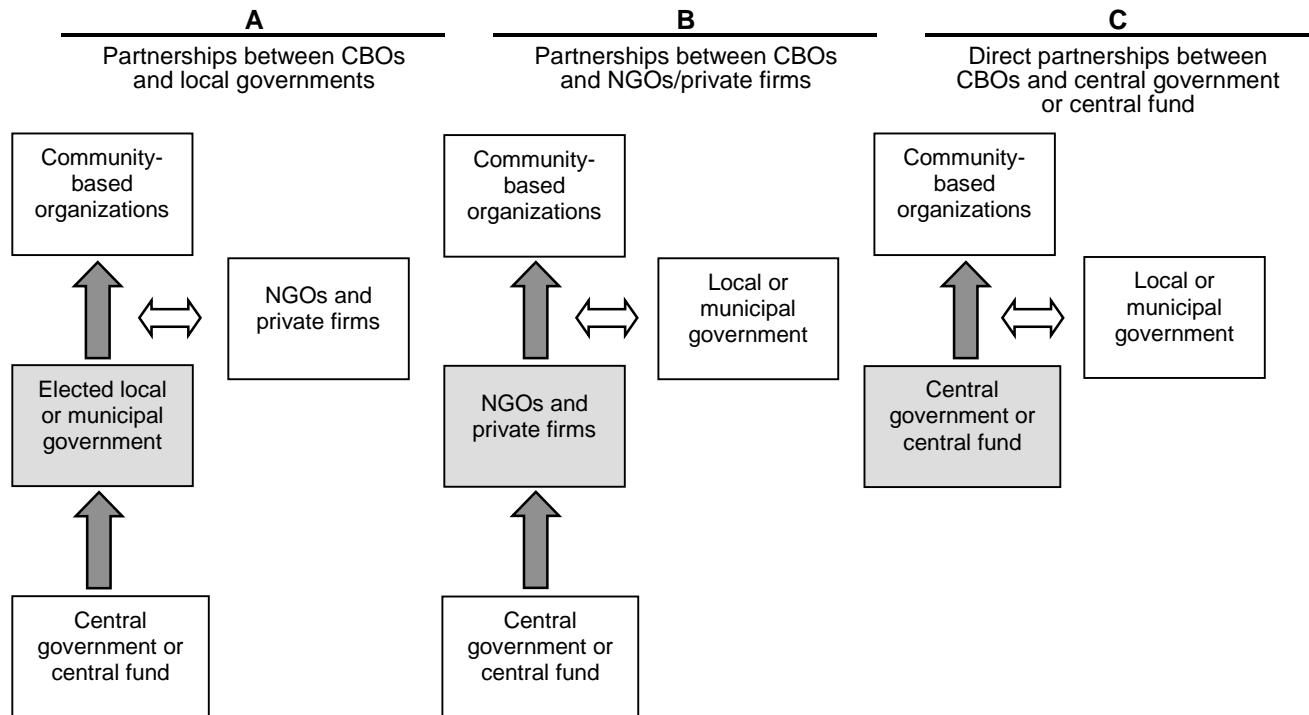 A
Partnerships between CBOs
and local governments
Community-
based
organizations
NGOs and
private firms
Elected local
or municipal
government
Central
government or
central fund
B
Partnerships between CBOs
and NGOs/private firms
Community-
based
organizations
Local or
municipal
government
NGOs and
private firms
Central
government or
central fund
C
Direct partnerships between
CBOs and central government
or central fund
Community-
based
organizations
Local or
municipal
government
Central
government or
central fund